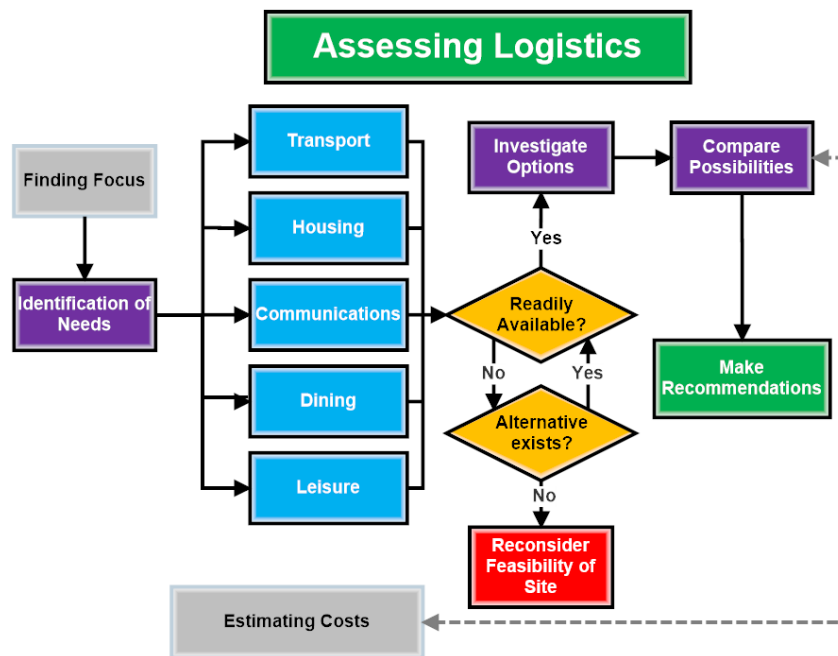 Assessing Logistics
Finding Focus
Identification of
Needs
Transport
Housing
Communications
Dining
Leisure
Investigate
Options
Compare
Possibilities
Yes
Readily
Available?
No
Yes
Alternative
exists?
No
Reconsider
Feasibility of
Site
Make
Recommendations
Estimating Costs